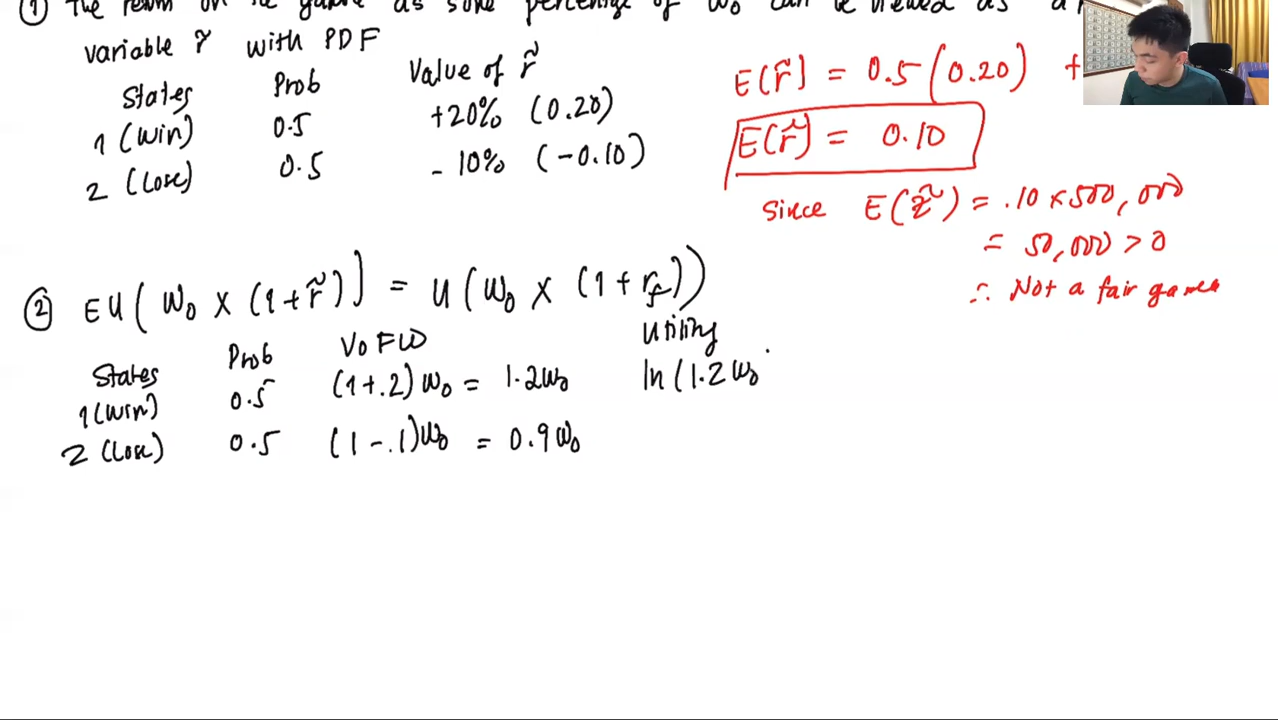 ① The return on the gamble as some percentage of W₀ can be viewed as a
variable r̃ with PDF
States Prob Value of r̃
1 (Win) 0.5 +20% (0.20)
2 (Lose) 0.5 - 10% (-0.10)
E(r̃) = 0.5 (0.20) +
E(r̃) = 0.10
Since E(z̃) = .10 x 500,000
= 50,000 > 0
∴ Not a fair game
② EU( W₀ x (1+r̃)] = U(W₀ x (1+r_f))
States Prob V o FW Utility
1(Win) 0.5 (1+.2)W₀ = 1.2W₀ ln(1.2W₀
2 (Lose) 0.5 (1-.1)W₀ = 0.9W₀